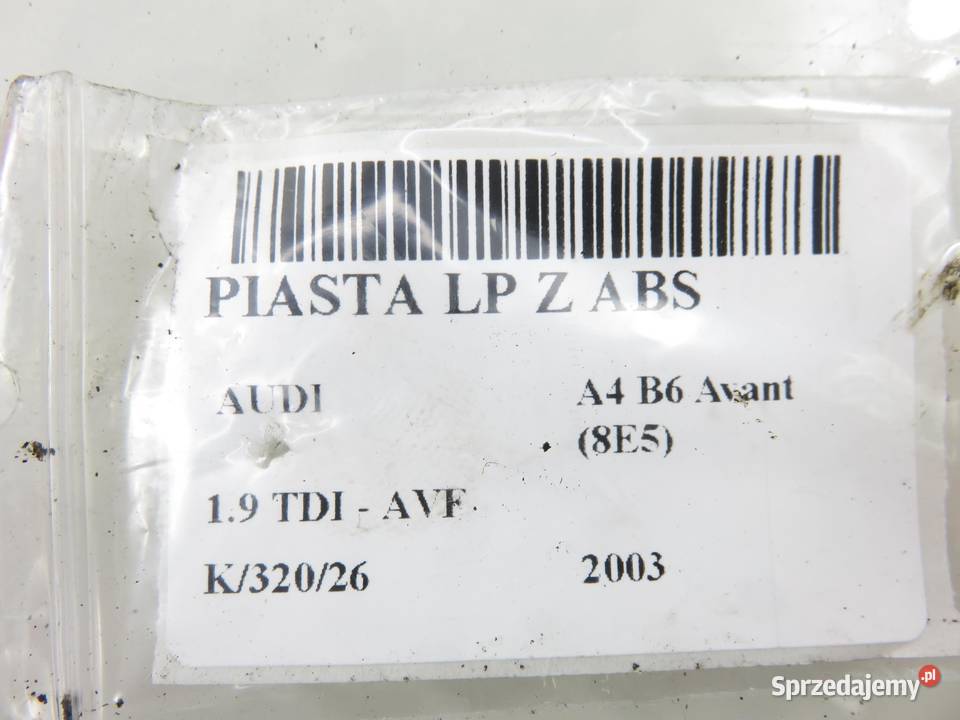 PIASTA LP Z ABS
AUDI
A4 B6 Avant
(8E5)
1.9 TDI - AVF
K/320/26
2003
Sprzedajemy.pl